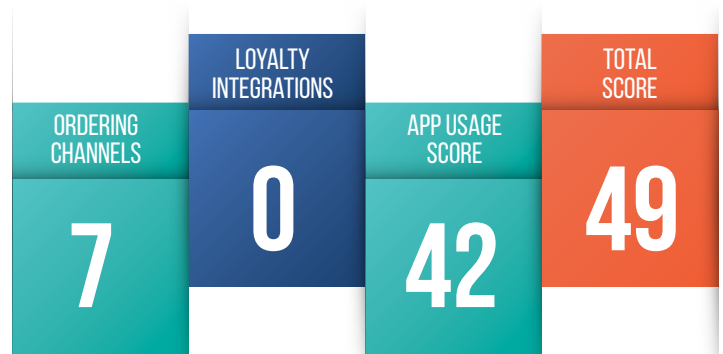 ORDERING
CHANNELS
7
LOYALTY
INTEGRATIONS
0
APP USAGE
SCORE
42
TOTAL
SCORE
49